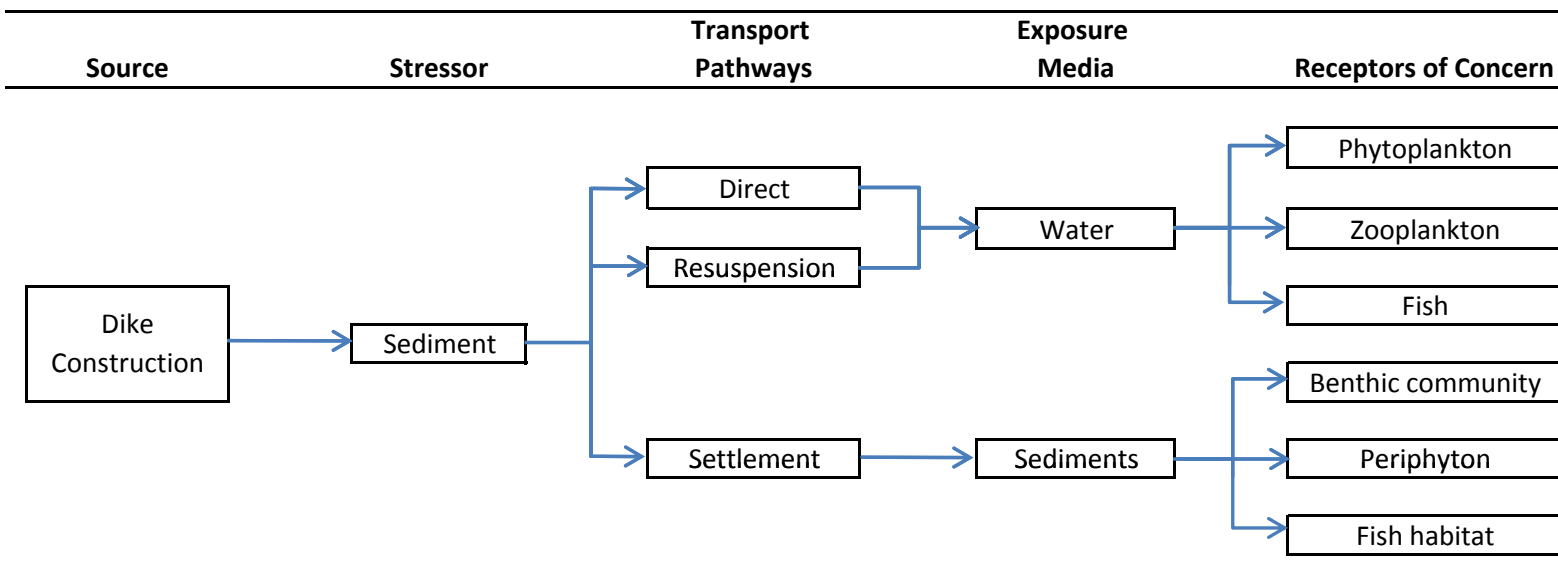 Source
Stressor
Transport
Pathways
Exposure
Media
Receptors of Concern
Dike
Construction
Sediment
Direct
Resuspension
Settlement
Water
Sediments
Phytoplankton
Zooplankton
Fish
Benthic community
Periphyton
Fish habitat